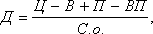 Д = (Ц - В + П - ВП) / С.о.,